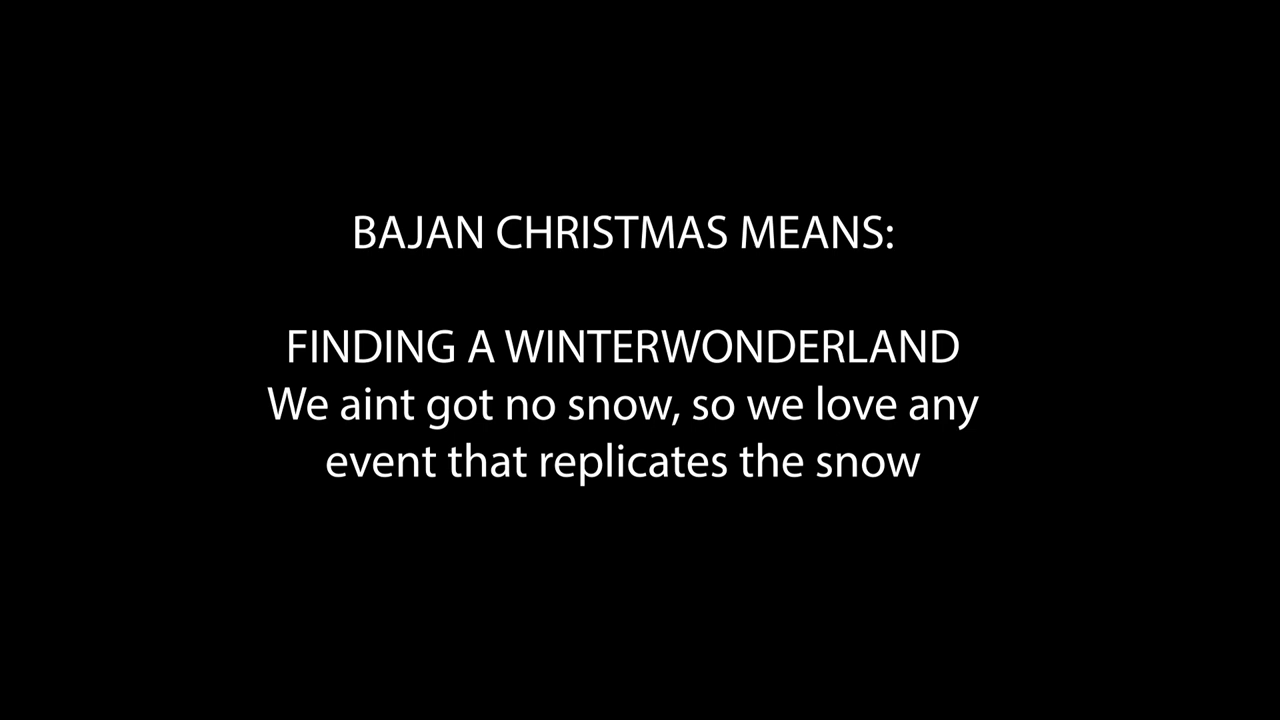 BAJAN CHRISTMAS MEANS:
FINDING A WINTERWONDERLAND
We aint got no snow, so we love any
event that replicates the snow